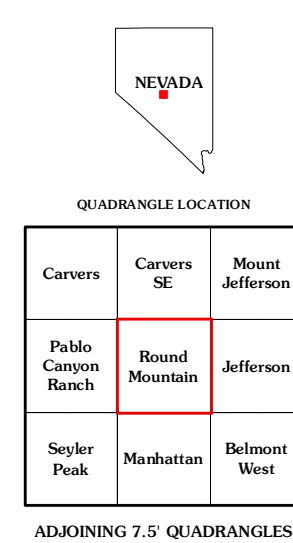 NEVADA
QUADRANGLE LOCATION
Carvers
Carvers
SE
Mount
Jefferson
Pablo
Canyon
Ranch
Round
Mountain
Jefferson
Seyler
Peak
Manhattan
Belmont
West
ADJOINING 7.5' QUADRANGLES